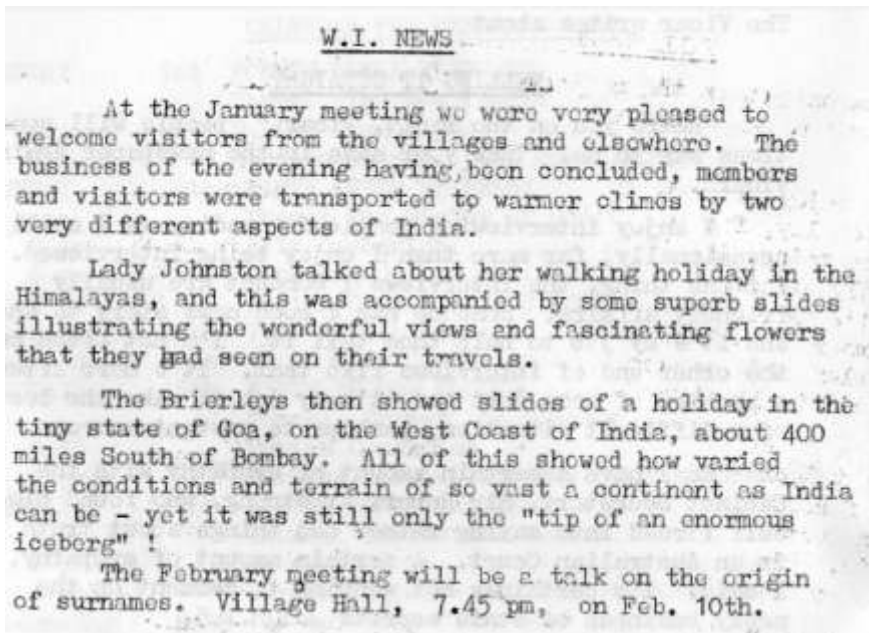 W.I. NEWS
At the January meeting we were very pleased to
welcome visitors from the villages and elsewhere. The
business of the evening having,been concluded, members
and visitors were transported to warmer climes by two
very different aspects of India.
Lady Johnston talked about her walking holiday in the
Himalayas, and this was accompanied by some superb slides
illustrating the wonderful views and fascinating flowers
that they had seen on their travels.
The Brierleys then showed slides of a holiday in the
tiny state of Goa, on the West Coast of India, about 400
miles South of Bombay. All of this showed how varied
the conditions and terrain of so vast a continent as India
can be - yet it was still only the "tip of an enormous
iceberg" !
The February meeting will be a talk on the origin
of surnames. Village Hall, 7.45 pm, on Feb. 10th.